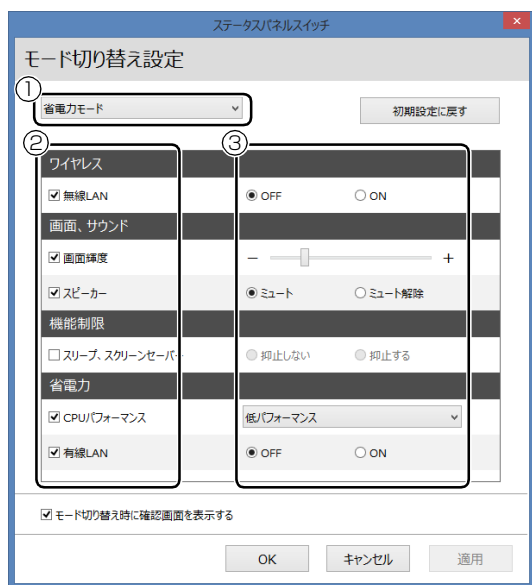 ステータスパネルスイッチ
×
モード切り替え設定
①
省電力モード
初期設定に戻す
② ③
ワイヤレス
無線LAN OFF ON
画面、サウンド
画面輝度 − +
スピーカー ミュート ミュート解除
機能制限
スリープ、スクリーンセーバー 抑止しない 抑止する
省電力
CPUパフォーマンス 低パフォーマンス
有線LAN OFF ON
モード切り替え時に確認画面を表示する
OK キャンセル 適用